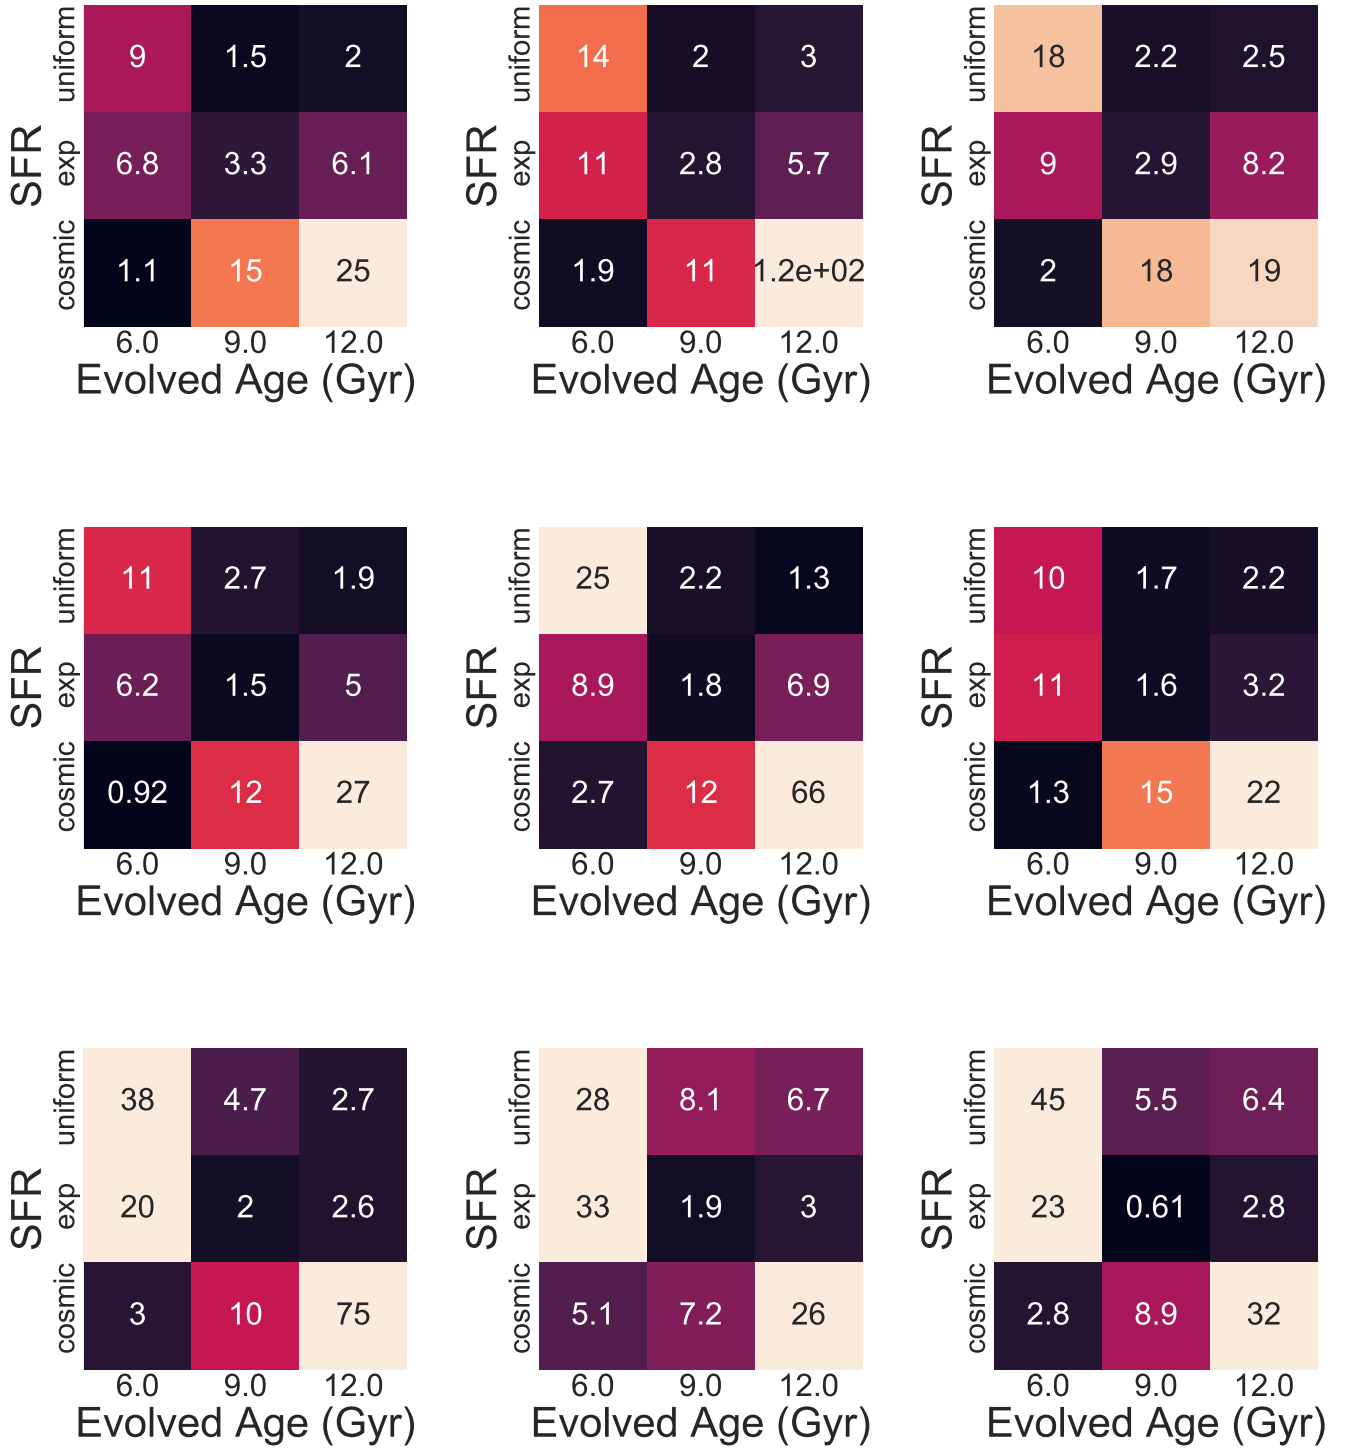 uniform 9 1.5 2
SFR exp 6.8 3.3 6.1
cosmic 1.1 15 25
6.0 9.0 12.0
Evolved Age (Gyr)
uniform 14 2 3
SFR exp 11 2.8 5.7
cosmic 1.9 11 1.2e+02
6.0 9.0 12.0
Evolved Age (Gyr)
uniform 18 2.2 2.5
SFR exp 9 2.9 8.2
cosmic 2 18 19
6.0 9.0 12.0
Evolved Age (Gyr)
uniform 11 2.7 1.9
SFR exp 6.2 1.5 5
cosmic 0.92 12 27
6.0 9.0 12.0
Evolved Age (Gyr)
uniform 25 2.2 1.3
SFR exp 8.9 1.8 6.9
cosmic 2.7 12 66
6.0 9.0 12.0
Evolved Age (Gyr)
uniform 10 1.7 2.2
SFR exp 11 1.6 3.2
cosmic 1.3 15 22
6.0 9.0 12.0
Evolved Age (Gyr)
uniform 38 4.7 2.7
SFR exp 20 2 2.6
cosmic 3 10 75
6.0 9.0 12.0
Evolved Age (Gyr)
uniform 28 8.1 6.7
SFR exp 33 1.9 3
cosmic 5.1 7.2 26
6.0 9.0 12.0
Evolved Age (Gyr)
uniform 45 5.5 6.4
SFR exp 23 0.61 2.8
cosmic 2.8 8.9 32
6.0 9.0 12.0
Evolved Age (Gyr)